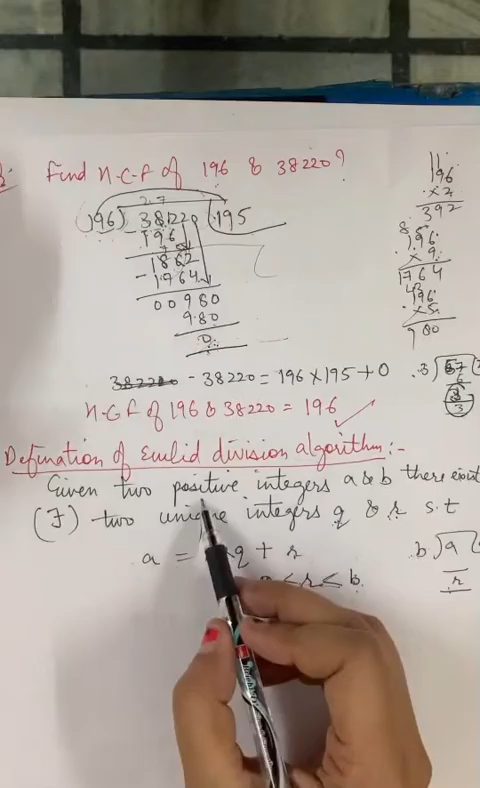 Find H.C.F of 196 & 38220?
196) 38220 (195
196
1862
- 1764
00980
980
0
196
×2
392
196
×9
1764
196
×5
980
38220 - 38220 = 196 × 195 + 0
H.C.F of 196 & 38220 = 196
Defination of Euclid division algorithm:-
Given two positive integers a & b there exist
(∃) two unique integers q & r s.t
a = q + r
r ≤ b
b) a
r